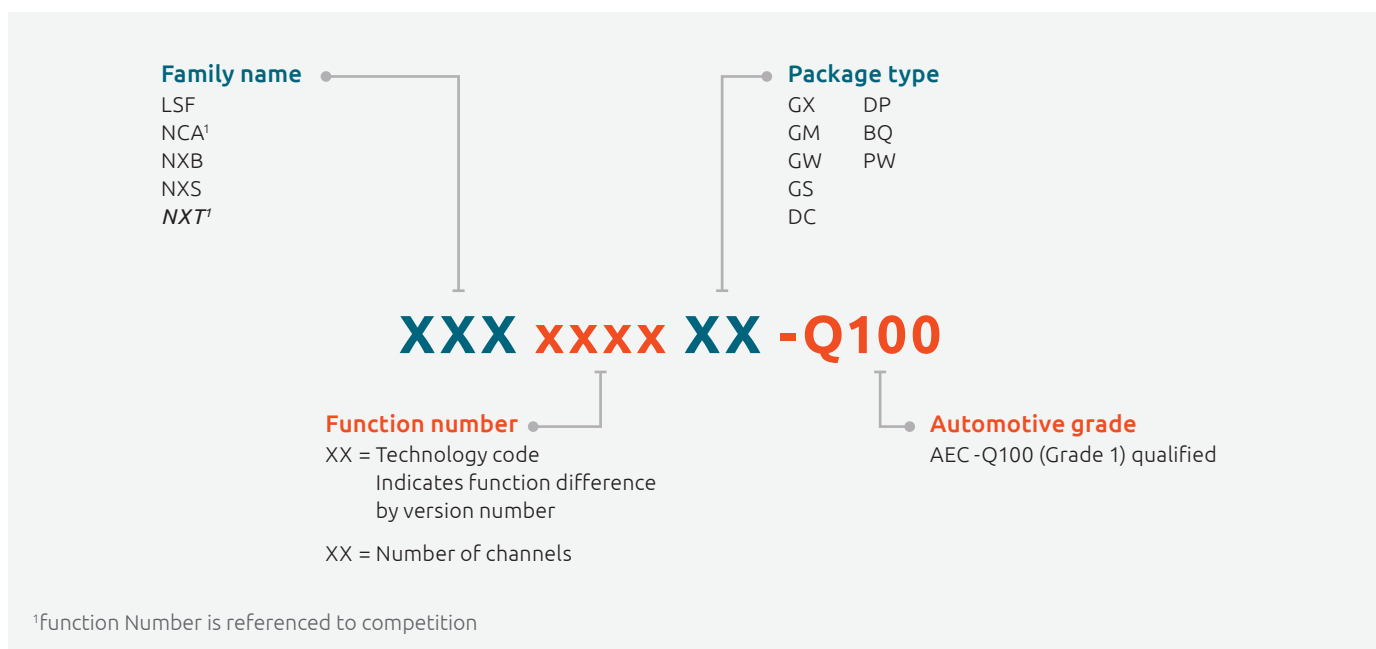 Family name
LSF
NCA¹
NXB
NXS
NXT¹
Package type
GX DP
GM BQ
GW PW
GS
DC
XXX xxxx XX -Q100
Function number
XX = Technology code
Indicates function difference
by version number
XX = Number of channels
Automotive grade
AEC -Q100 (Grade 1) qualified
¹function Number is referenced to competition